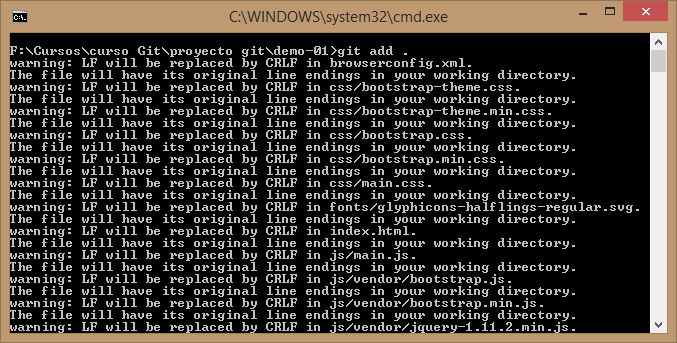 C:\WINDOWS\system32\cmd.exe
F:\Cursos\curso Git\proyecto git\demo-01>git add .
warning: LF will be replaced by CRLF in browserconfig.xml.
The file will have its original line endings in your working directory.
warning: LF will be replaced by CRLF in css/bootstrap-theme.css.
The file will have its original line endings in your working directory.
warning: LF will be replaced by CRLF in css/bootstrap-theme.min.css.
The file will have its original line endings in your working directory.
warning: LF will be replaced by CRLF in css/bootstrap.css.
The file will have its original line endings in your working directory.
warning: LF will be replaced by CRLF in css/bootstrap.min.css.
The file will have its original line endings in your working directory.
warning: LF will be replaced by CRLF in css/main.css.
The file will have its original line endings in your working directory.
warning: LF will be replaced by CRLF in fonts/glyphicons-halflings-regular.svg.
The file will have its original line endings in your working directory.
warning: LF will be replaced by CRLF in index.html.
The file will have its original line endings in your working directory.
warning: LF will be replaced by CRLF in js/main.js.
The file will have its original line endings in your working directory.
warning: LF will be replaced by CRLF in js/vendor/bootstrap.js.
The file will have its original line endings in your working directory.
warning: LF will be replaced by CRLF in js/vendor/bootstrap.min.js.
The file will have its original line endings in your working directory.
warning: LF will be replaced by CRLF in js/vendor/jquery-1.11.2.min.js.